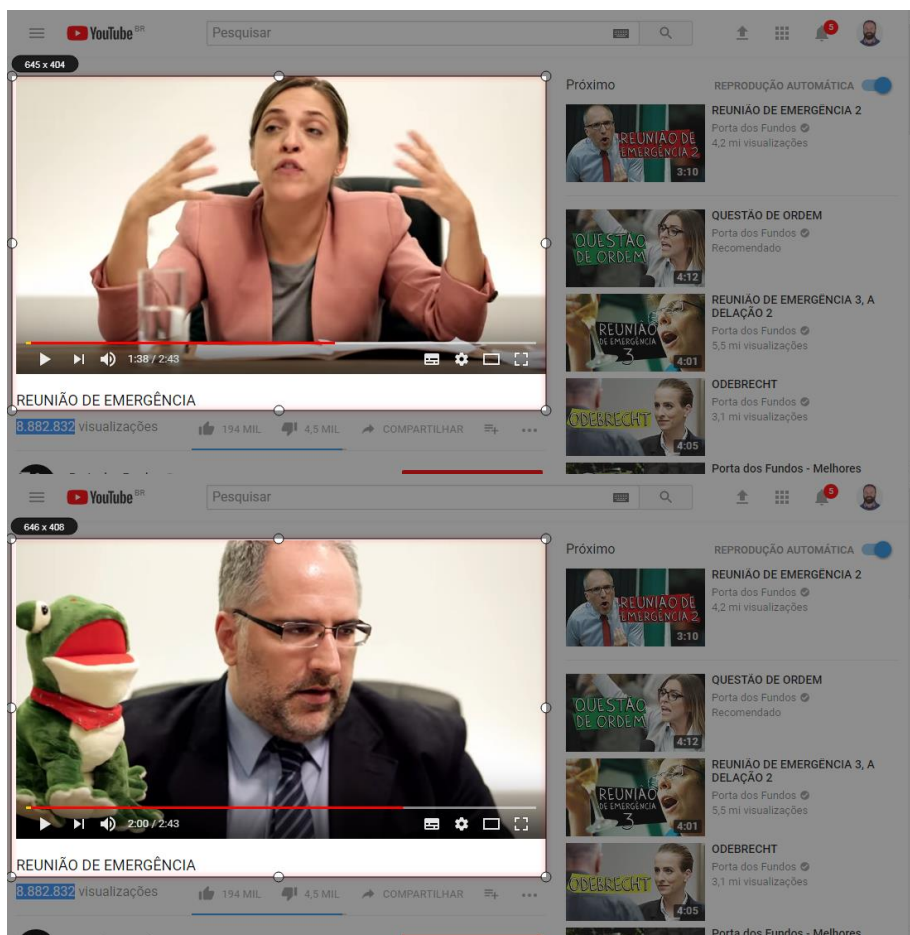 YouTube BR
Pesquisar
5
645 x 404
Próximo
REPRODUÇÃO AUTOMÁTICA
REUNIÃO DE EMERGÊNCIA 2
Porta dos Fundos
4,2 mi visualizações
REUNIÃO DE
EMERGÊNCIA 2
3:10
QUESTÃO DE ORDEM
Porta dos Fundos
Recomendado
QUESTÃO
DE ORDEM
4:12
REUNIÃO DE EMERGÊNCIA 3, A
DELAÇÃO 2
Porta dos Fundos
5,5 mi visualizações
REUNIÃO
DE EMERGÊNCIA
3
4:01
ODEBRECHT
Porta dos Fundos
3,1 mi visualizações
ODEBRECHT
4:05
Porta dos Fundos - Melhores
1:38 / 2:43
REUNIÃO DE EMERGÊNCIA
8.882.832 visualizações
194 MIL
4,5 MIL
COMPARTILHAR
YouTube BR
Pesquisar
5
646 x 408
Próximo
REPRODUÇÃO AUTOMÁTICA
REUNIÃO DE EMERGÊNCIA 2
Porta dos Fundos
4,2 mi visualizações
REUNIÃO DE
EMERGÊNCIA 2
3:10
QUESTÃO DE ORDEM
Porta dos Fundos
Recomendado
QUESTÃO
DE ORDEM
4:12
REUNIÃO DE EMERGÊNCIA 3, A
DELAÇÃO 2
Porta dos Fundos
5,5 mi visualizações
REUNIÃO
DE EMERGÊNCIA
3
4:01
ODEBRECHT
Porta dos Fundos
3,1 mi visualizações
ODEBRECHT
4:05
Porta dos Fundos - Melhores
2:00 / 2:43
REUNIÃO DE EMERGÊNCIA
8.882.832 visualizações
194 MIL
4,5 MIL
COMPARTILHAR